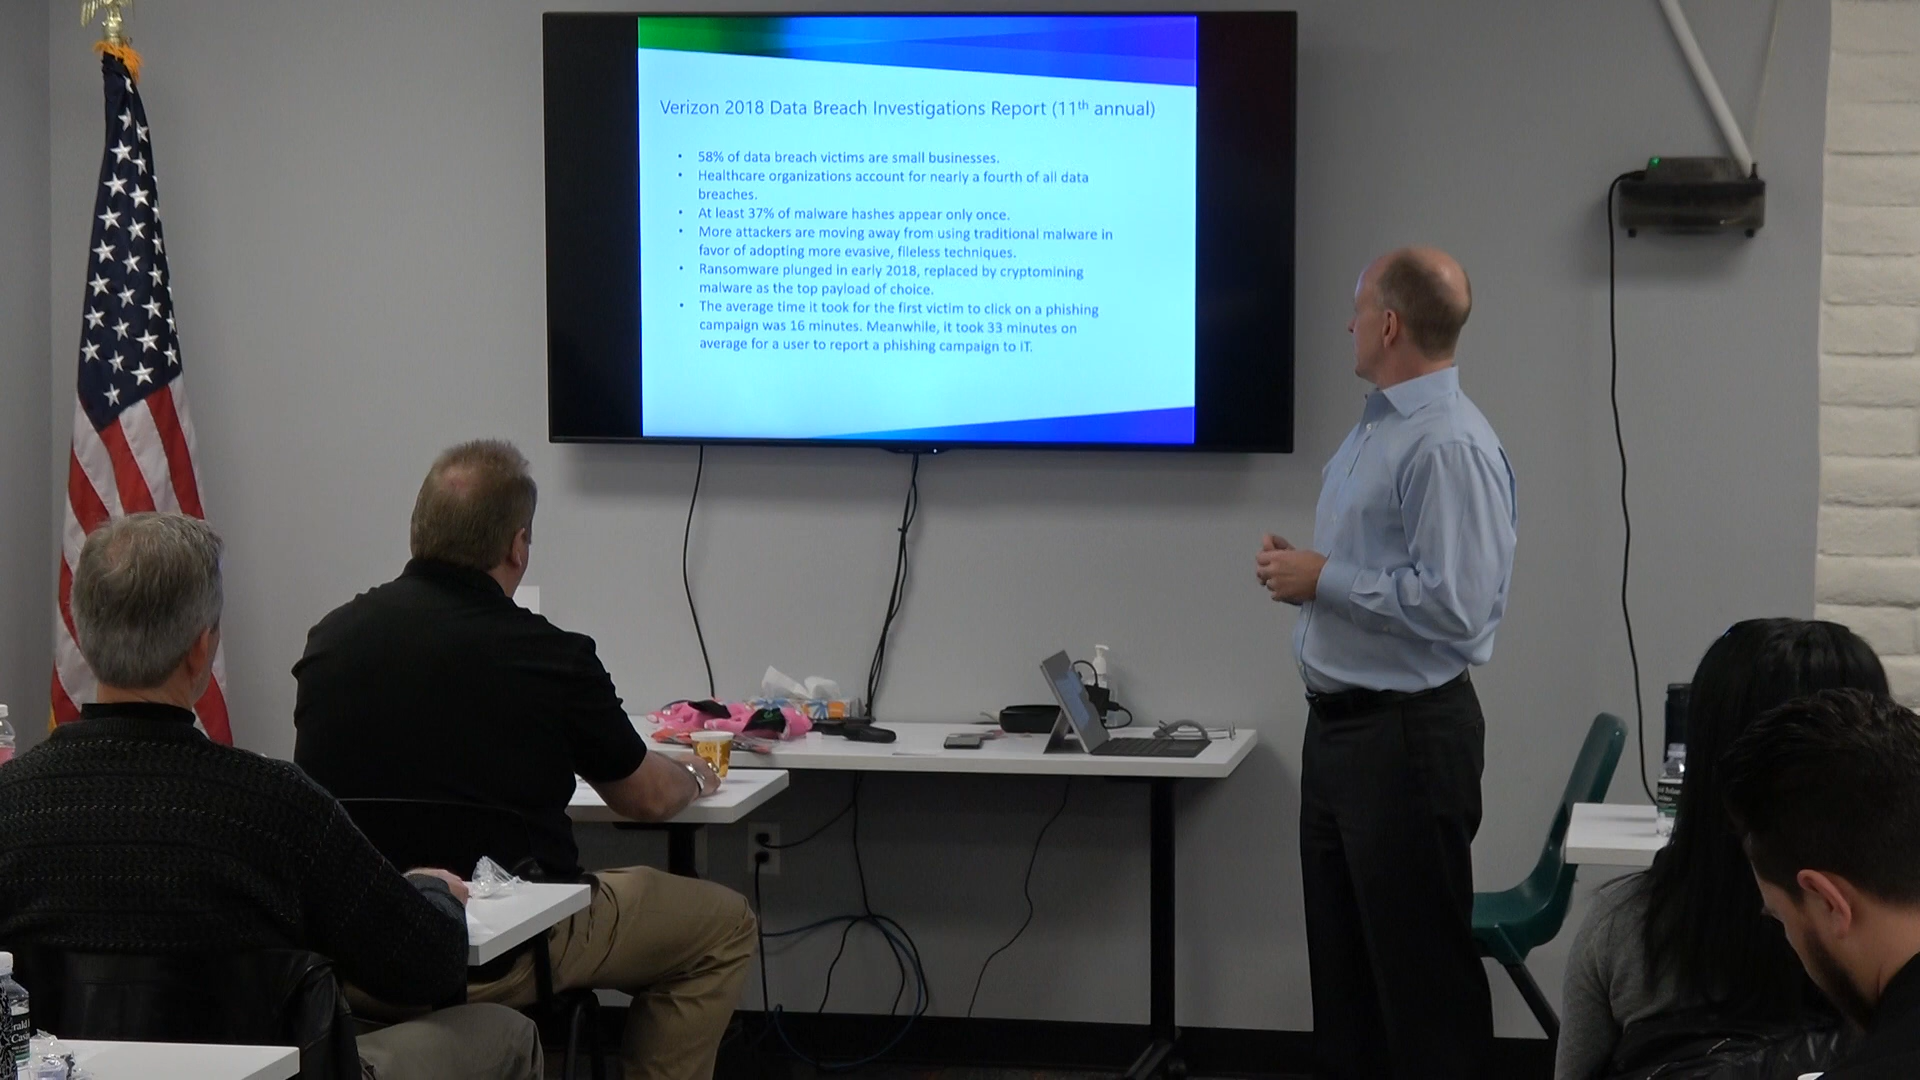 Verizon 2018 Data Breach Investigations Report (11th annual)
• 58% of data breach victims are small businesses.
• Healthcare organizations account for nearly a fourth of all data
breaches.
• At least 37% of malware hashes appear only once.
• More attackers are moving away from using traditional malware in
favor of adopting more evasive, fileless techniques.
• Ransomware plunged in early 2018, replaced by cryptomining
malware as the top payload of choice.
• The average time it took for the first victim to click on a phishing
campaign was 16 minutes. Meanwhile, it took 33 minutes on
average for a user to report a phishing campaign to IT.